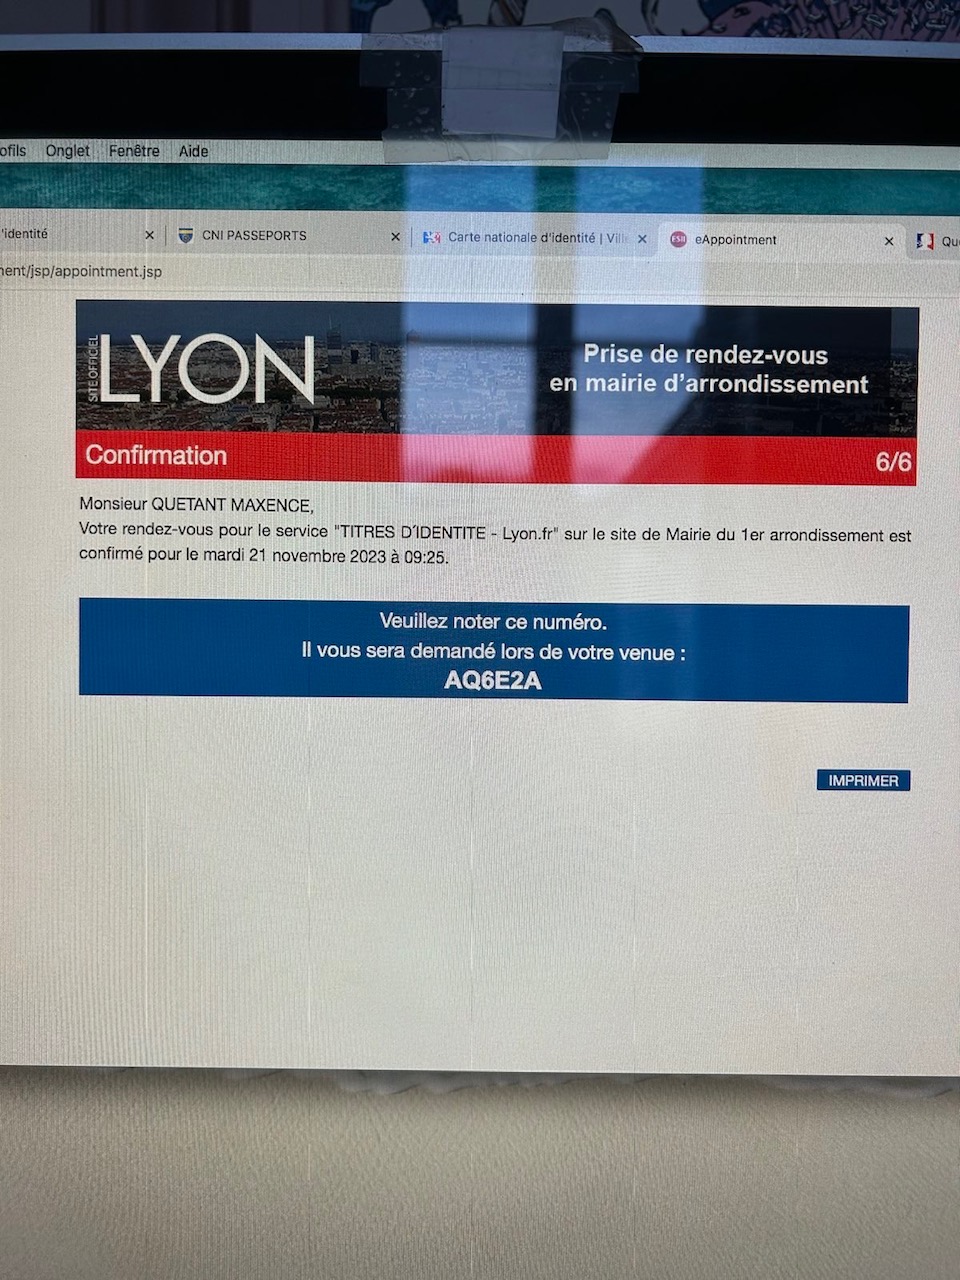 ofils Onglet Fenêtre Aide
'identité CNI PASSEPORTS Carte nationale d'identité | Ville eAppointment Qu
nent/jsp/appointment.jsp
SITE OFFICIEL
LYON
Prise de rendez-vous
en mairie d'arrondissement
Confirmation 6/6
Monsieur QUETANT MAXENCE,
Votre rendez-vous pour le service "TITRES D'IDENTITE - Lyon.fr" sur le site de Mairie du 1er arrondissement est
confirmé pour le mardi 21 novembre 2023 à 09:25.
Veuillez noter ce numéro.
Il vous sera demandé lors de votre venue :
AQ6E2A
IMPRIMER